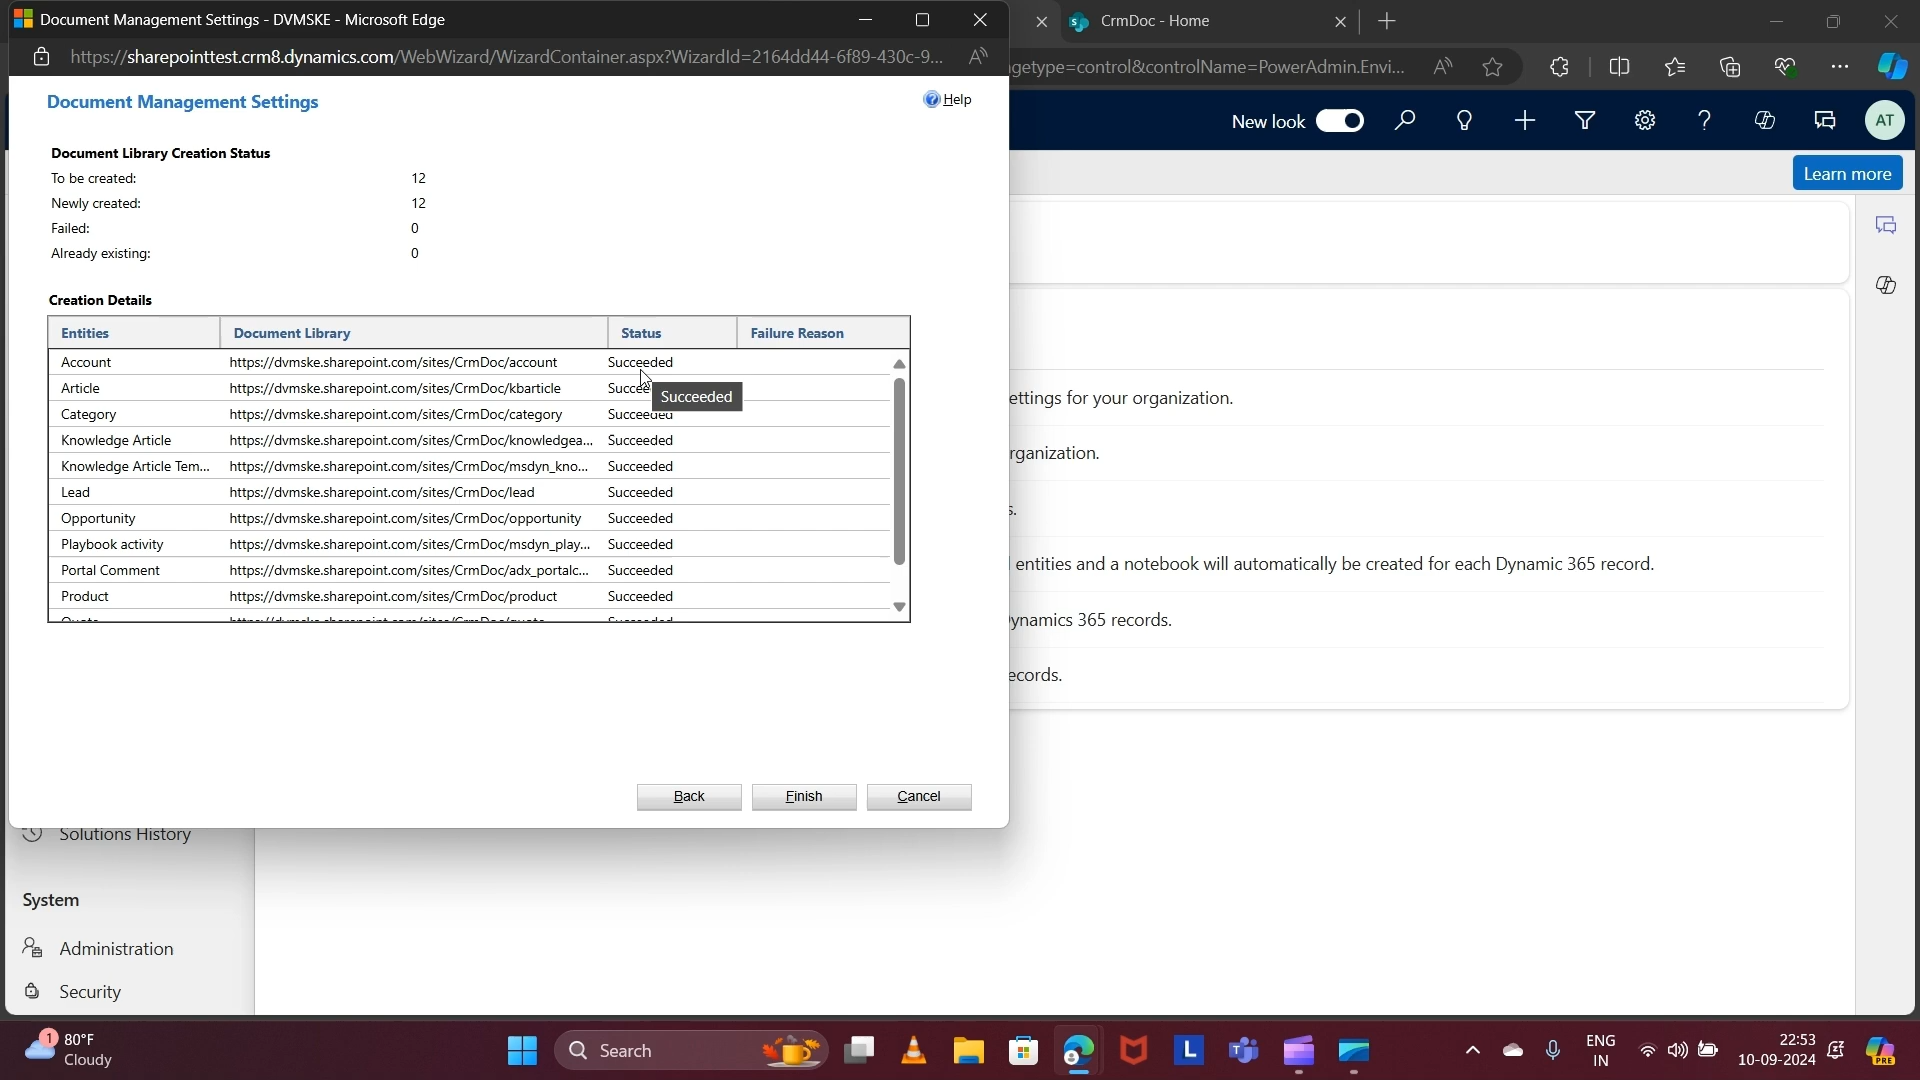 Document Management Settings - DVMSKE - Microsoft Edge
CrmDoc - Home
https://sharepointtest.crm8.dynamics.com/WebWizard/WizardContainer.aspx?WizardId=2164dd44-6f89-430c-9...
getype=control&controlName=PowerAdmin.Envi...
Document Management Settings
Help
New look
AT
Learn more
Document Library Creation Status
To be created: 12
Newly created: 12
Failed: 0
Already existing: 0
Creation Details
Entities Document Library Status Failure Reason
Account https://dvmske.sharepoint.com/sites/CrmDoc/account Succeeded
Article https://dvmske.sharepoint.com/sites/CrmDoc/kbarticle
Succeeded
Category https://dvmske.sharepoint.com/sites/CrmDoc/category Succeeded
Knowledge Article https://dvmske.sharepoint.com/sites/CrmDoc/knowledgea... Succeeded
Knowledge Article Tem... https://dvmske.sharepoint.com/sites/CrmDoc/msdyn_kno... Succeeded
Lead https://dvmske.sharepoint.com/sites/CrmDoc/lead Succeeded
Opportunity https://dvmske.sharepoint.com/sites/CrmDoc/opportunity Succeeded
Playbook activity https://dvmske.sharepoint.com/sites/CrmDoc/msdyn_play... Succeeded
Portal Comment https://dvmske.sharepoint.com/sites/CrmDoc/adx_portalc... Succeeded
Product https://dvmske.sharepoint.com/sites/CrmDoc/product Succeeded
ettings for your organization.
rganization.
s.
entities and a notebook will automatically be created for each Dynamic 365 record.
ynamics 365 records.
ecords.
Back Finish Cancel
Solutions History
System
Administration
Security
1
80°F
Cloudy
Search
L
ENG
IN
22:53
10-09-2024
PRE